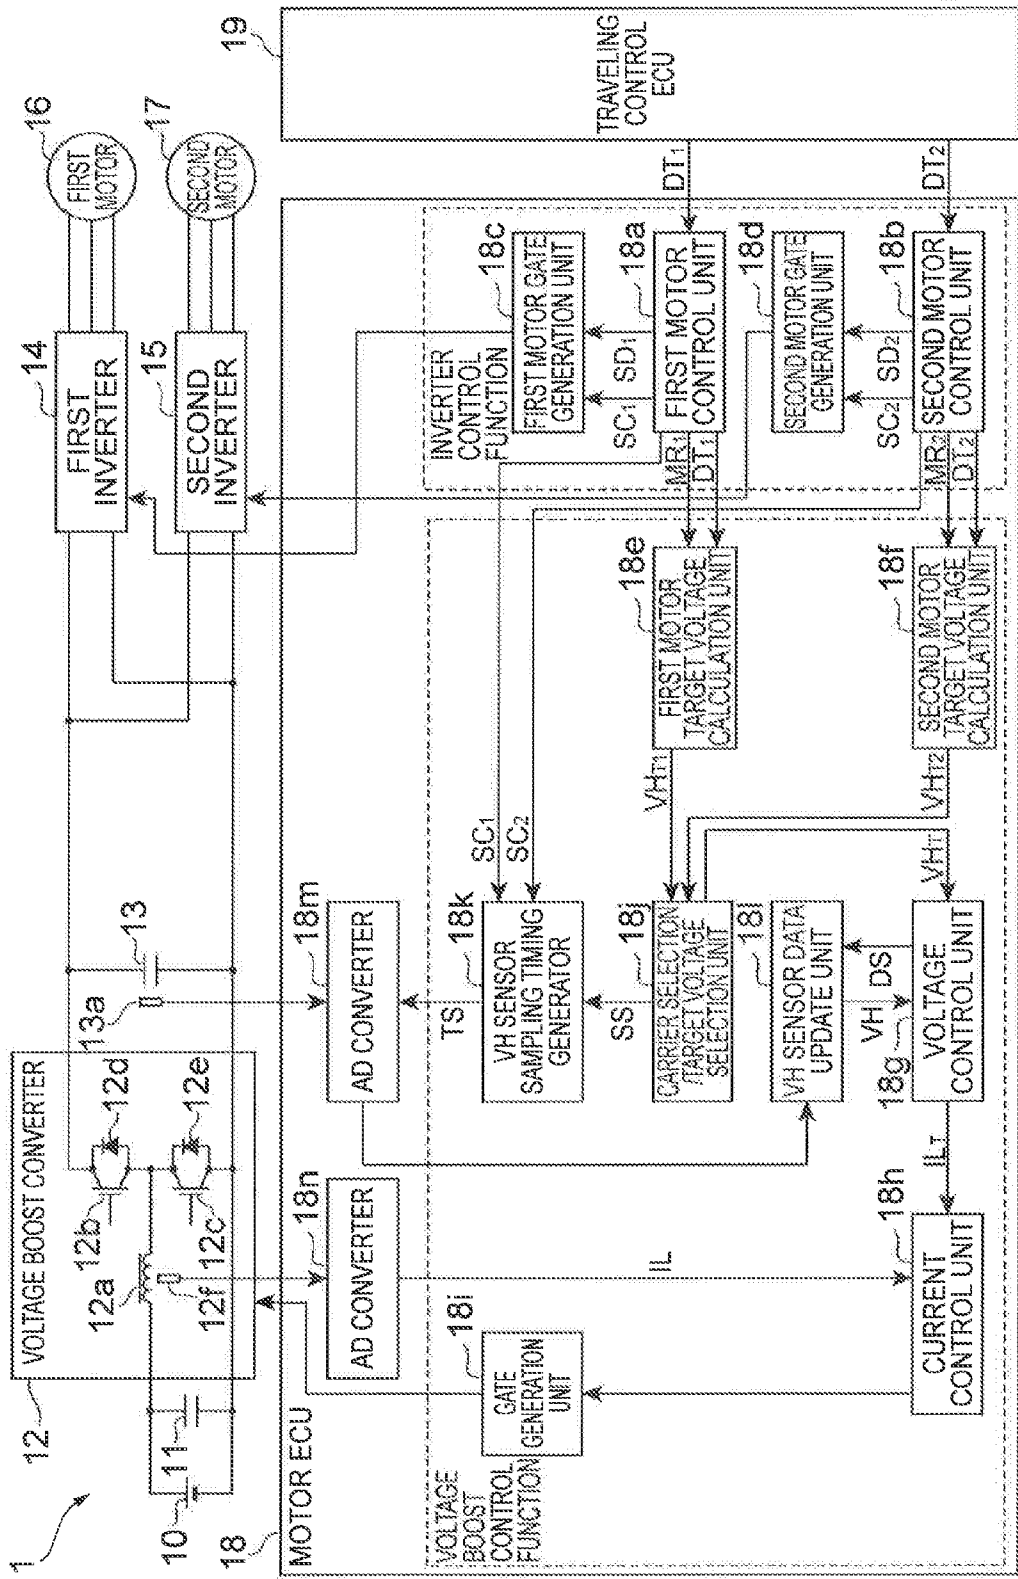 1
10
11
12
VOLTAGE BOOST CONVERTER
12a
12b
12c
12d
12e
12f
13
13a
14
FIRST
INVERTER
15
SECOND
INVERTER
16
FIRST
MOTOR
17
SECOND
MOTOR
18
MOTOR ECU
19
TRAVELING
CONTROL
ECU
DT1
DT2
18n
AD CONVERTER
18m
AD CONVERTER
INVERTER
CONTROL
FUNCTION
18c
FIRST MOTOR GATE
GENERATION UNIT
SC1
SD1
18a
FIRST MOTOR
CONTROL UNIT
MR1
DT1
18d
SECOND MOTOR GATE
GENERATION UNIT
SC2
SD2
18b
SECOND MOTOR
CONTROL UNIT
MR2
DT2
VOLTAGE
BOOST
CONTROL
FUNCTION
18i
GATE
GENERATION
UNIT
IL
18h
CURRENT
CONTROL UNIT
ILT
TS
18k
VH SENSOR
SAMPLING TIMING
GENERATOR
SC1
SC2
SS
18j
CARRIER SELECTION
/TARGET VOLTAGE
SELECTION UNIT
18l
VH SENSOR DATA
UPDATE UNIT
VH
DS
18g
VOLTAGE
CONTROL UNIT
VHT
VHT1
VHT2
18e
FIRST MOTOR
TARGET VOLTAGE
CALCULATION UNIT
18f
SECOND MOTOR
TARGET VOLTAGE
CALCULATION UNIT